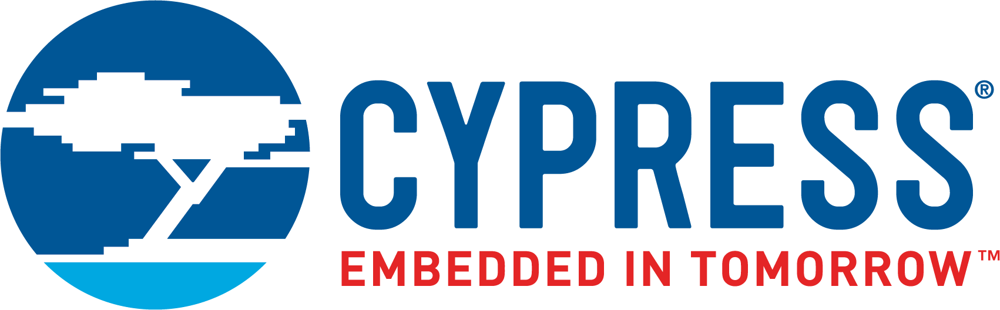 CYPRESS®
EMBEDDED IN TOMORROW™